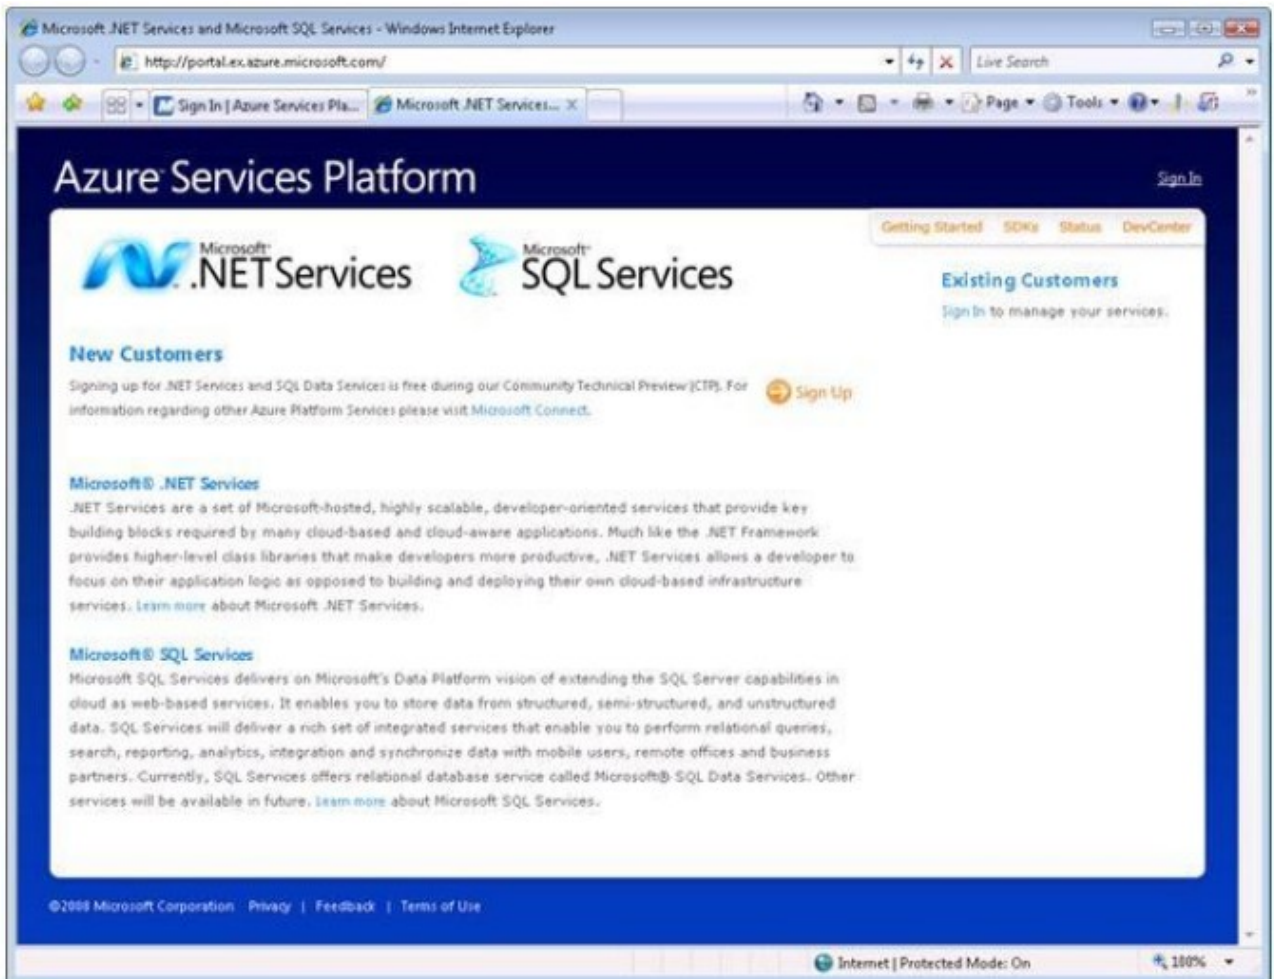 Microsoft .NET Services and Microsoft SQL Services - Windows Internet Explorer
http://portal.ex.azure.microsoft.com/
Live Search
Sign In | Azure Services Pla...
Microsoft .NET Services...
Page
Tools
Azure Services Platform
Sign In
Getting Started SDKs Status DevCenter
Microsoft .NET Services
Microsoft SQL Services
Existing Customers
Sign In to manage your services.
New Customers
Signing up for .NET Services and SQL Data Services is free during our Community Technical Preview (CTP). For
information regarding other Azure Platform Services please visit Microsoft Connect.
Sign Up
Microsoft® .NET Services
.NET Services are a set of Microsoft-hosted, highly scalable, developer-oriented services that provide key
building blocks required by many cloud-based and cloud-aware applications. Much like the .NET Framework
provides higher-level class libraries that make developers more productive, .NET Services allows a developer to
focus on their application logic as opposed to building and deploying their own cloud-based infrastructure
services. Learn more about Microsoft .NET Services.
Microsoft® SQL Services
Microsoft SQL Services delivers on Microsoft's Data Platform vision of extending the SQL Server capabilities in
cloud as web-based services. It enables you to store data from structured, semi-structured, and unstructured
data. SQL Services will deliver a rich set of integrated services that enable you to perform relational queries,
search, reporting, analytics, integration and synchronize data with mobile users, remote offices and business
partners. Currently, SQL Services offers relational database service called Microsoft® SQL Data Services. Other
services will be available in future. Learn more about Microsoft SQL Services.
©2008 Microsoft Corporation Privacy | Feedback | Terms of Use
Internet | Protected Mode: On
100%